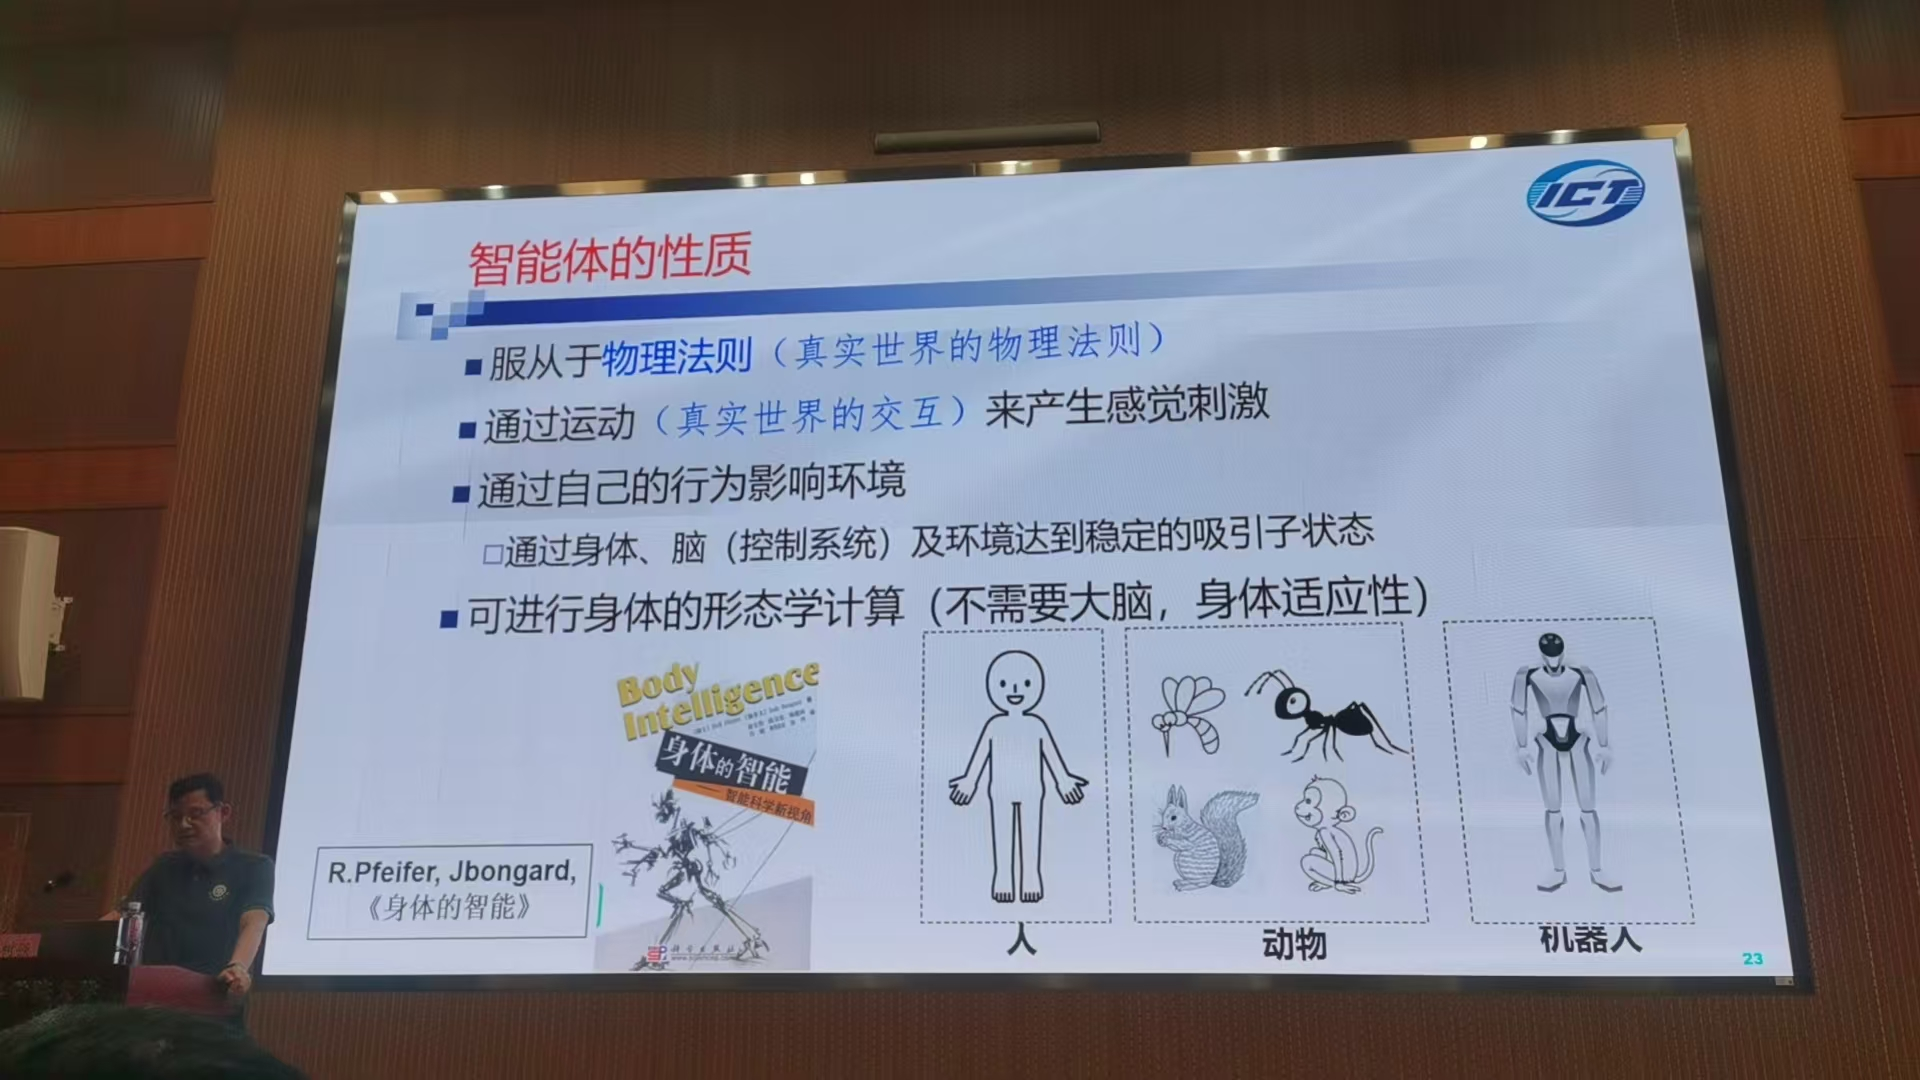 ICT
智能体的性质
服从于物理法则（真实世界的物理法则）
通过运动（真实世界的交互）来产生感觉刺激
通过自己的行为影响环境
通过身体、脑（控制系统）及环境达到稳定的吸引子状态
可进行身体的形态学计算（不需要大脑，身体适应性）
Body
Intelligence
身体的智能
——智能科学新视角
科学出版社
R.Pfeifer, Jbongard,
《身体的智能》
人
动物
机器人
23